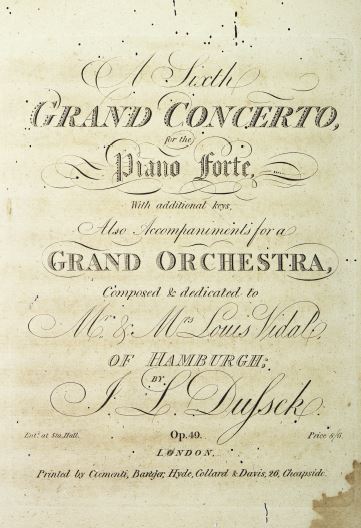 A Sixth
GRAND CONCERTO,
for the
Piano Forte,
With additional keys,
Also Accompaniments for a
GRAND ORCHESTRA,
Composed & dedicated to
Mr. & Mrs Louis Vidal,
OF HAMBURGH;
BY
J. L. Dussek.
Ent.d at Sta. Hall. Op.49. Price 8/6.
LONDON,
Printed by Clementi, Banger, Hyde, Collard & Davis, 26, Cheapside.